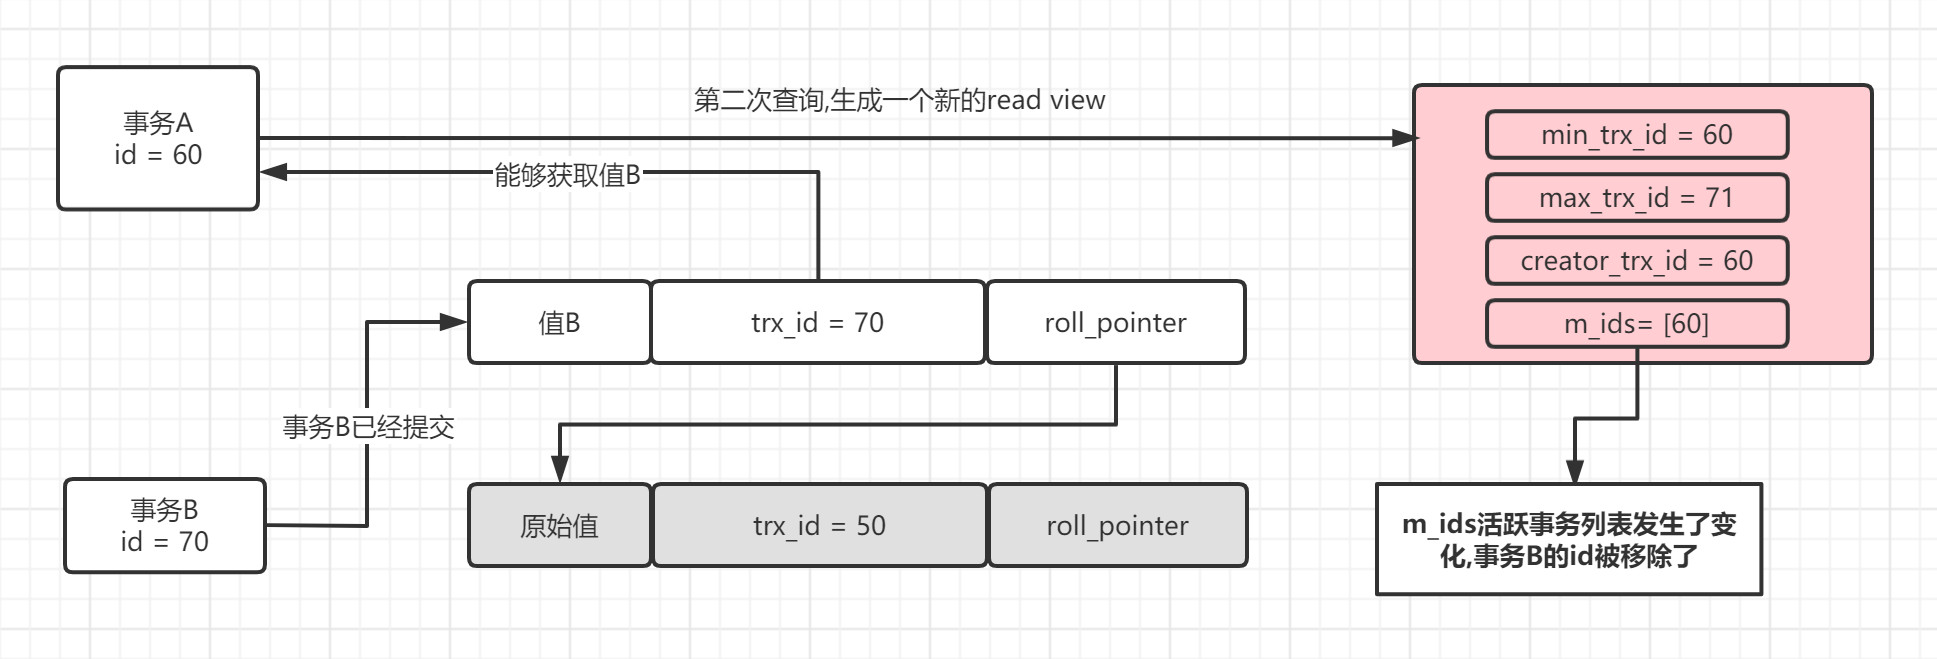 事务A
id = 60
第二次查询,生成一个新的read view
能够获取值B
min_trx_id = 60
max_trx_id = 71
creator_trx_id = 60
m_ids= [60]
值B
trx_id = 70
roll_pointer
事务B已经提交
事务B
id = 70
原始值
trx_id = 50
roll_pointer
m_ids活跃事务列表发生了变
化,事务B的id被移除了